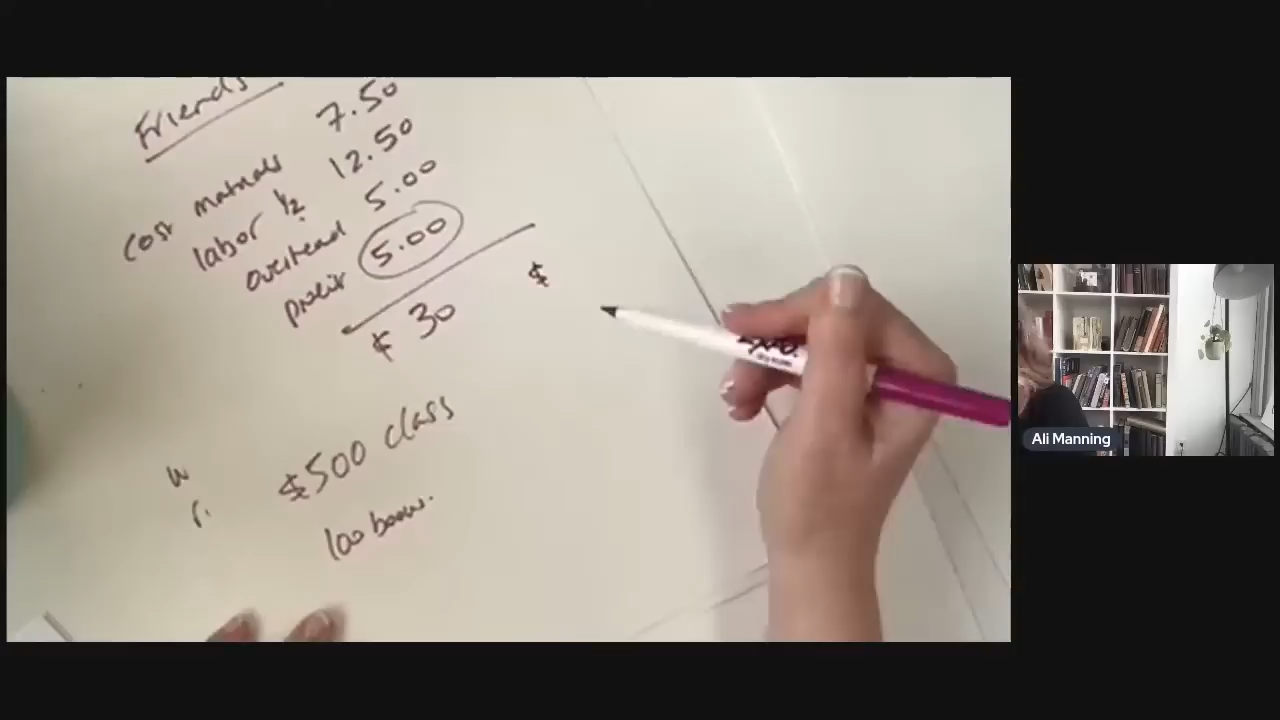 Friends
cost materials 7.50
labor ½ 12.50
overhead 5.00
profit 5.00
$ 30
$
$500 class
100 
Ali Manning